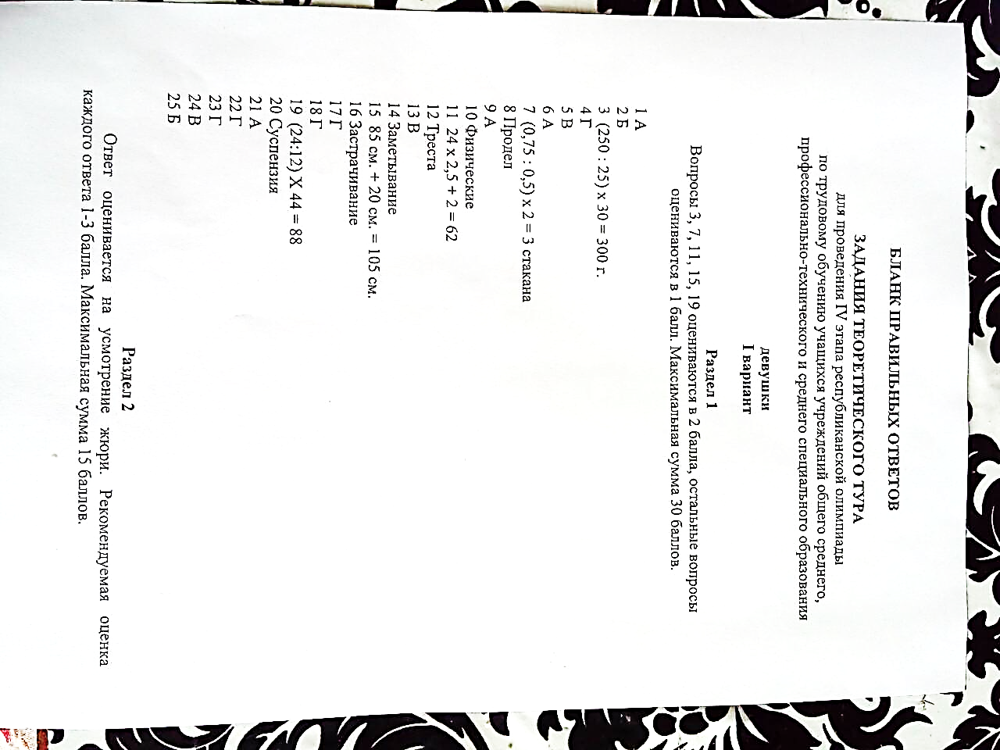 БЛАНК ПРАВИЛЬНЫХ ОТВЕТОВ
ЗАДАНИЯ ТЕОРЕТИЧЕСКОГО ТУРА
для проведения IV этапа республиканской олимпиады
по трудовому обучению учащихся учреждений общего среднего,
профессионально-технического и среднего специального образования
девушки
I вариант
Раздел 1
Вопросы 3, 7, 11, 15, 19 оцениваются в 2 балла, остальные вопросы
оцениваются в 1 балл. Максимальная сумма 30 баллов.
1 А
2 Б
3 (250 : 25) х 30 = 300 г.
4 Г
5 В
6 А
7 (0,75 : 0,5) х 2 = 3 стакана
8 Продел
9 А
10 Физические
11 24 х 2,5 + 2 = 62
12 Треста
13 В
14 Заметывание
15 85 см. + 20 см. = 105 см.
16 Застрачивание
17 Г
18 Г
19 (24:12) Х 44 = 88
20 Суспензия
21 А
22 Г
23 Г
24 В
25 Б
Раздел 2
Ответ оценивается на усмотрение жюри. Рекомендуемая оценка
каждого ответа 1-3 балла. Максимальная сумма 15 баллов.